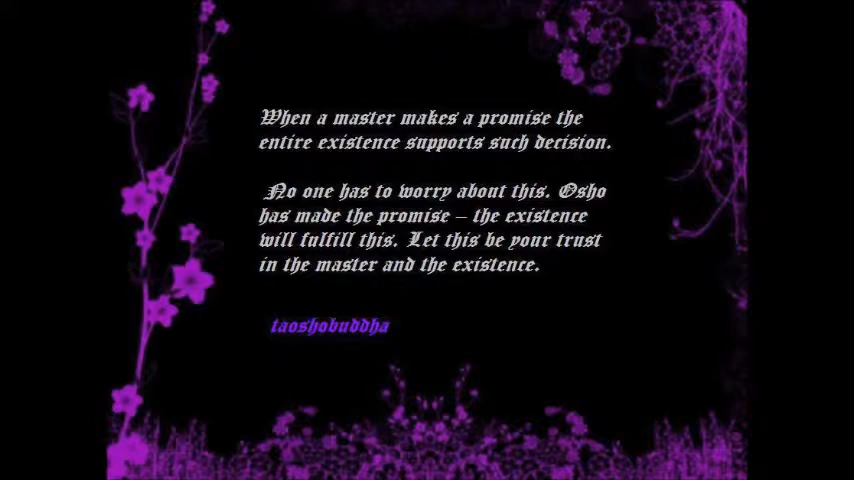 When a master makes a promise the
entire existence supports such decision.
No one has to worry about this. Osho
has made the promise – the existence
will fulfill this. Let this be your trust
in the master and the existence.
taoshobuddha